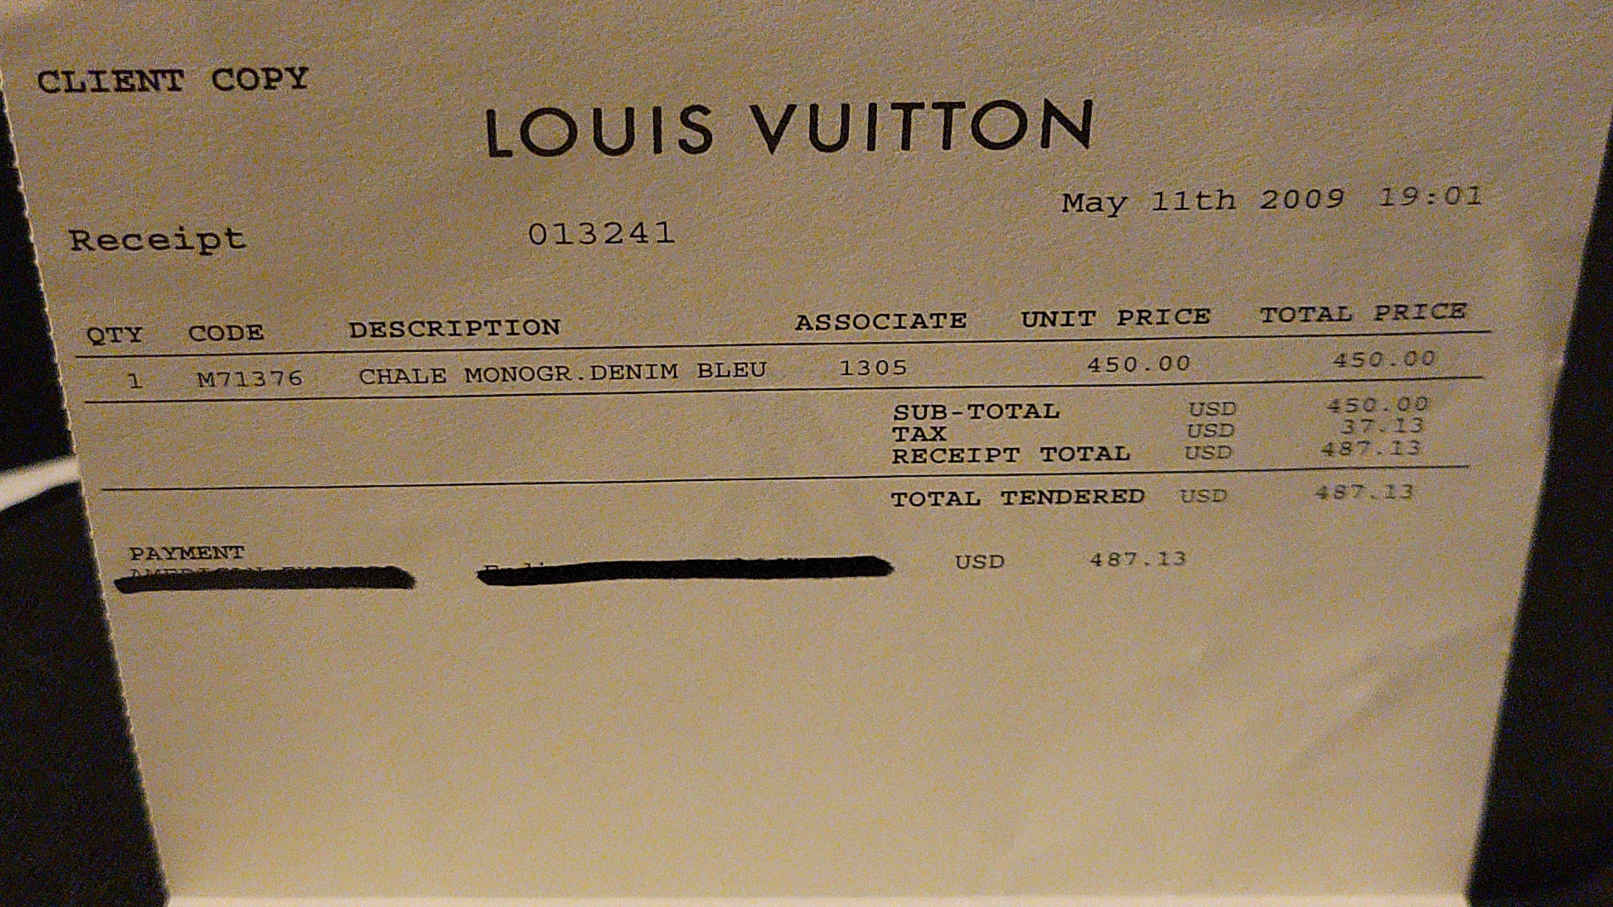 CLIENT COPY
LOUIS VUITTON
May 11th 2009 19:01
Receipt 013241
QTY CODE DESCRIPTION ASSOCIATE UNIT PRICE TOTAL PRICE
1 M71376 CHALE MONOGR.DENIM BLEU 1305 450.00 450.00
SUB-TOTAL USD 450.00
TAX USD 37.13
RECEIPT TOTAL USD 487.13
TOTAL TENDERED USD 487.13
PAYMENT
USD 487.13